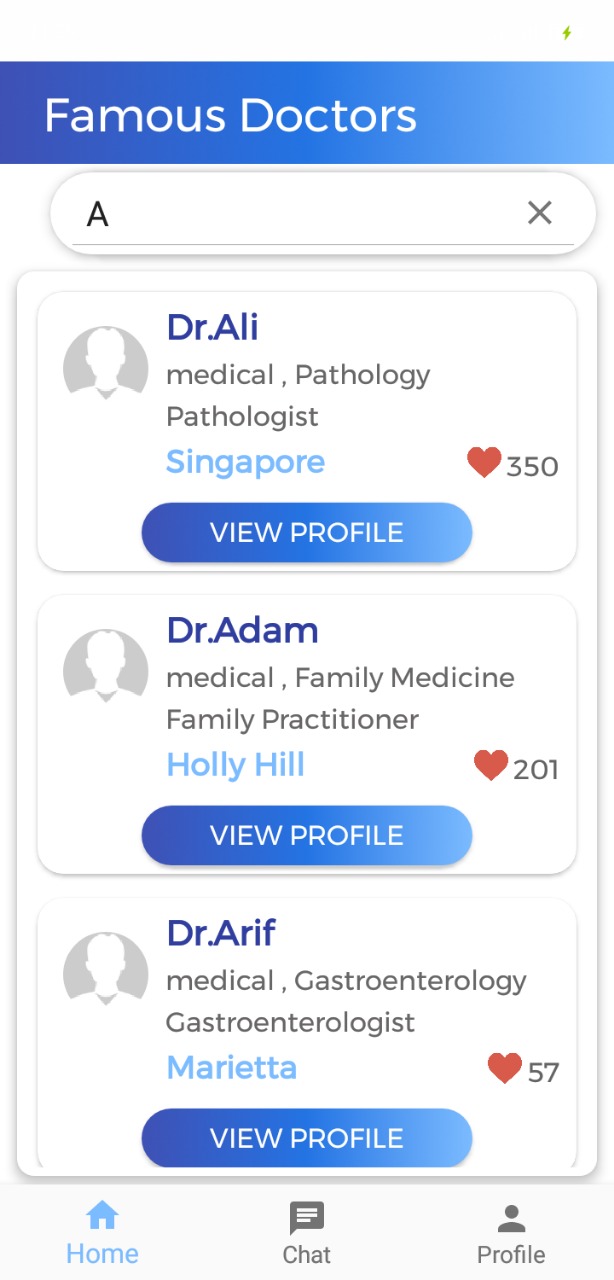 Famous Doctors
A
Dr.Ali
medical , Pathology
Pathologist
Singapore
350
VIEW PROFILE
Dr.Adam
medical , Family Medicine
Family Practitioner
Holly Hill
201
VIEW PROFILE
Dr.Arif
medical , Gastroenterology
Gastroenterologist
Marietta
57
VIEW PROFILE
Home
Chat
Profile